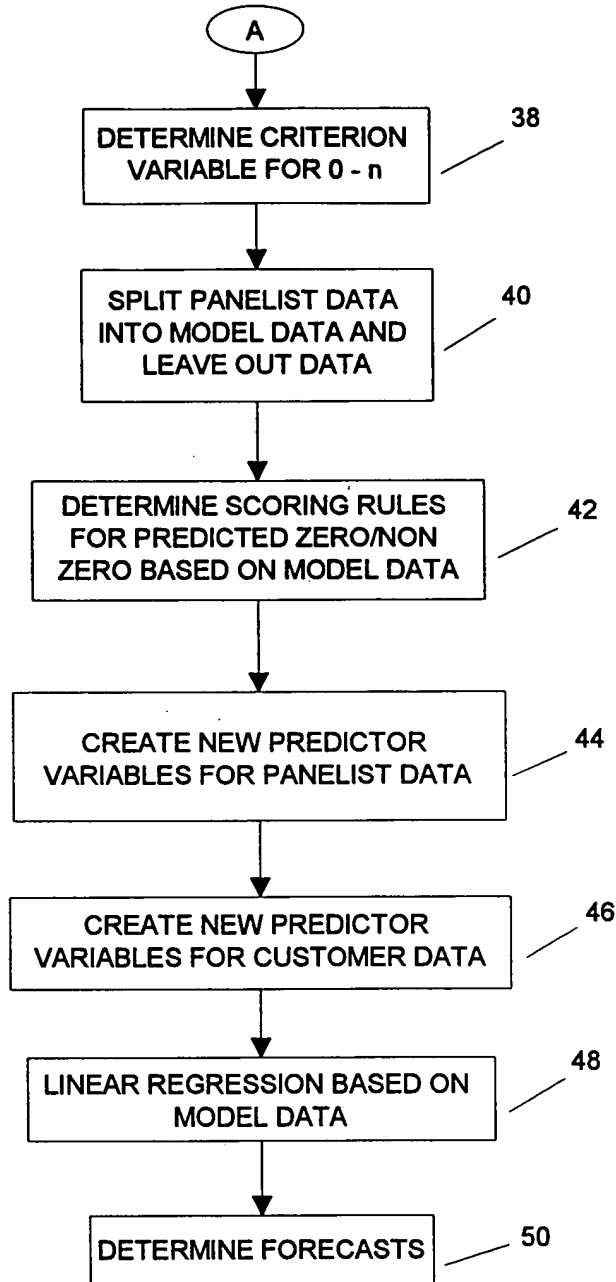 A
DETERMINE CRITERION
VARIABLE FOR 0 - n
38
SPLIT PANELIST DATA
INTO MODEL DATA AND
LEAVE OUT DATA
40
DETERMINE SCORING RULES
FOR PREDICTED ZERO/NON
ZERO BASED ON MODEL DATA
42
CREATE NEW PREDICTOR
VARIABLES FOR PANELIST DATA
44
CREATE NEW PREDICTOR
VARIABLES FOR CUSTOMER DATA
46
LINEAR REGRESSION BASED ON
MODEL DATA
48
DETERMINE FORECASTS
50